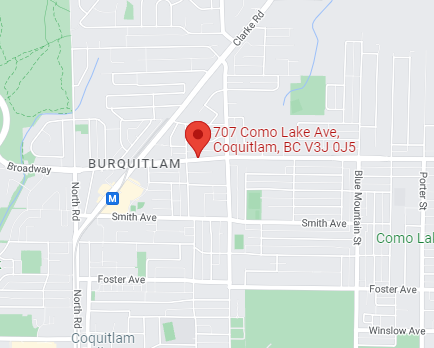 Clarke Rd
707 Como Lake Ave,
Coquitlam, BC V3J 0J5
BURQUITLAM
Broadway
North Rd
Blue Mountain St
Porter St
M
Smith Ave
Smith Ave
Como La
Foster Ave
Foster Ave
North Rd
Winslow Ave
Coquitlam